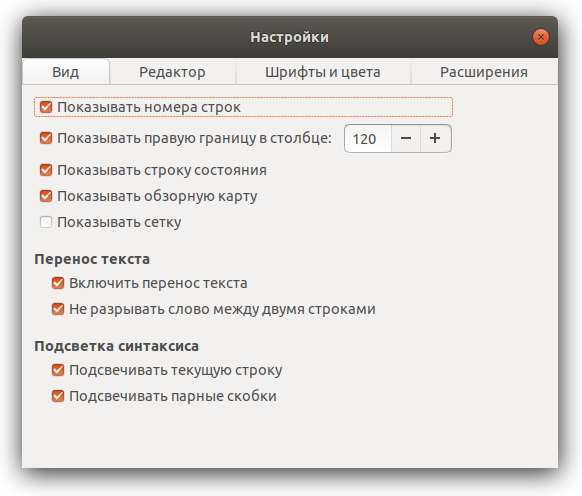 Настройки
Вид
Редактор
Шрифты и цвета
Расширения
Показывать номера строк
Показывать правую границу в столбце: 120
Показывать строку состояния
Показывать обзорную карту
Показывать сетку
Перенос текста
Включить перенос текста
Не разрывать слово между двумя строками
Подсветка синтаксиса
Подсвечивать текущую строку
Подсвечивать парные скобки